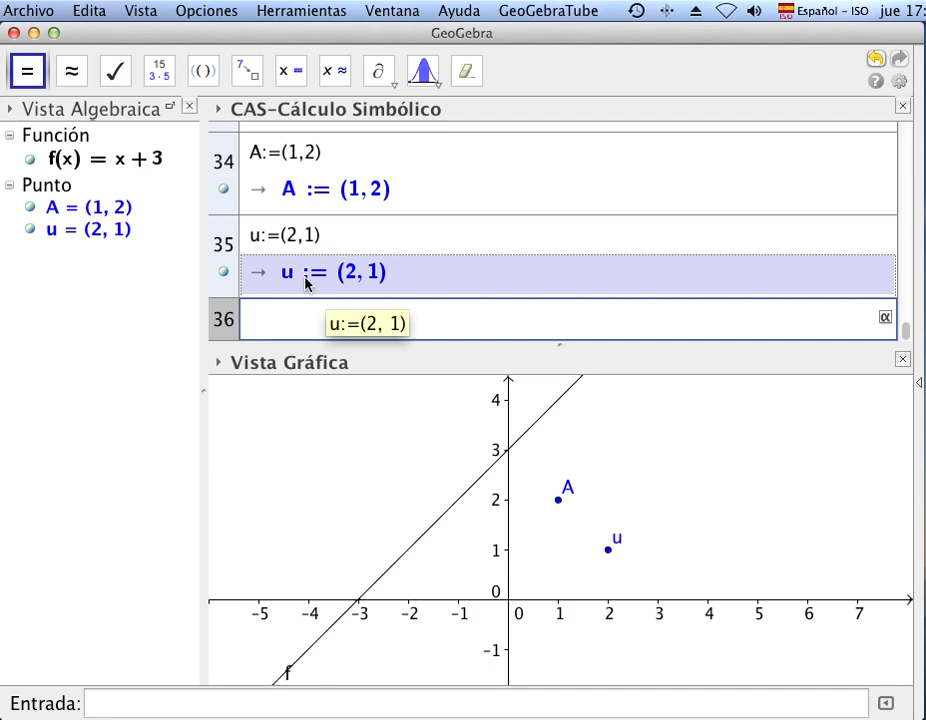 Archivo Edita Vista Opciones Herramientas Ventana Ayuda GeoGebraTube Español – ISO jue 17:
GeoGebra
= ≈ ✓ 15 3·5 (()) 7 x = x ≈ ∂
Vista Algebraica
CAS–Cálculo Simbólico
Función
f(x) = x + 3
Punto
A = (1, 2)
u = (2, 1)
34 A:=(1,2)
→ A := (1, 2)
35 u:=(2,1)
→ u := (2, 1)
36 α
u:=(2, 1)
Vista Gráfica
4
3
A
2
u
1
0
-5 -4 -3 -2 -1 0 1 2 3 4 5 6 7
-1
f
Entrada: